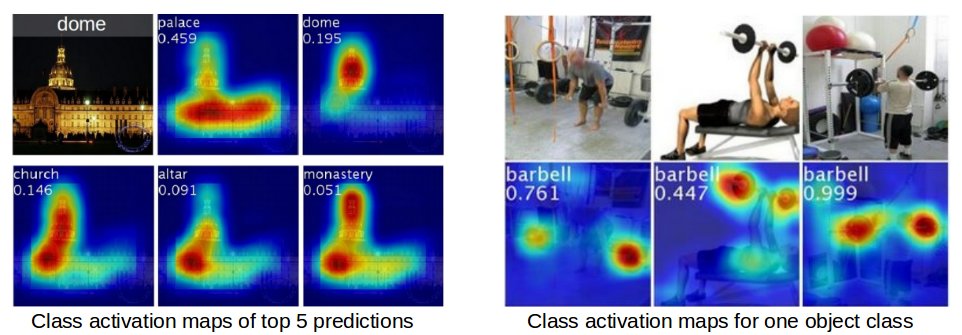 dome
palace
0.459
dome
0.195
church
0.146
altar
0.091
monastery
0.051
Class activation maps of top 5 predictions
barbell
0.761
barbell
0.447
barbell
0.999
Class activation maps for one object class